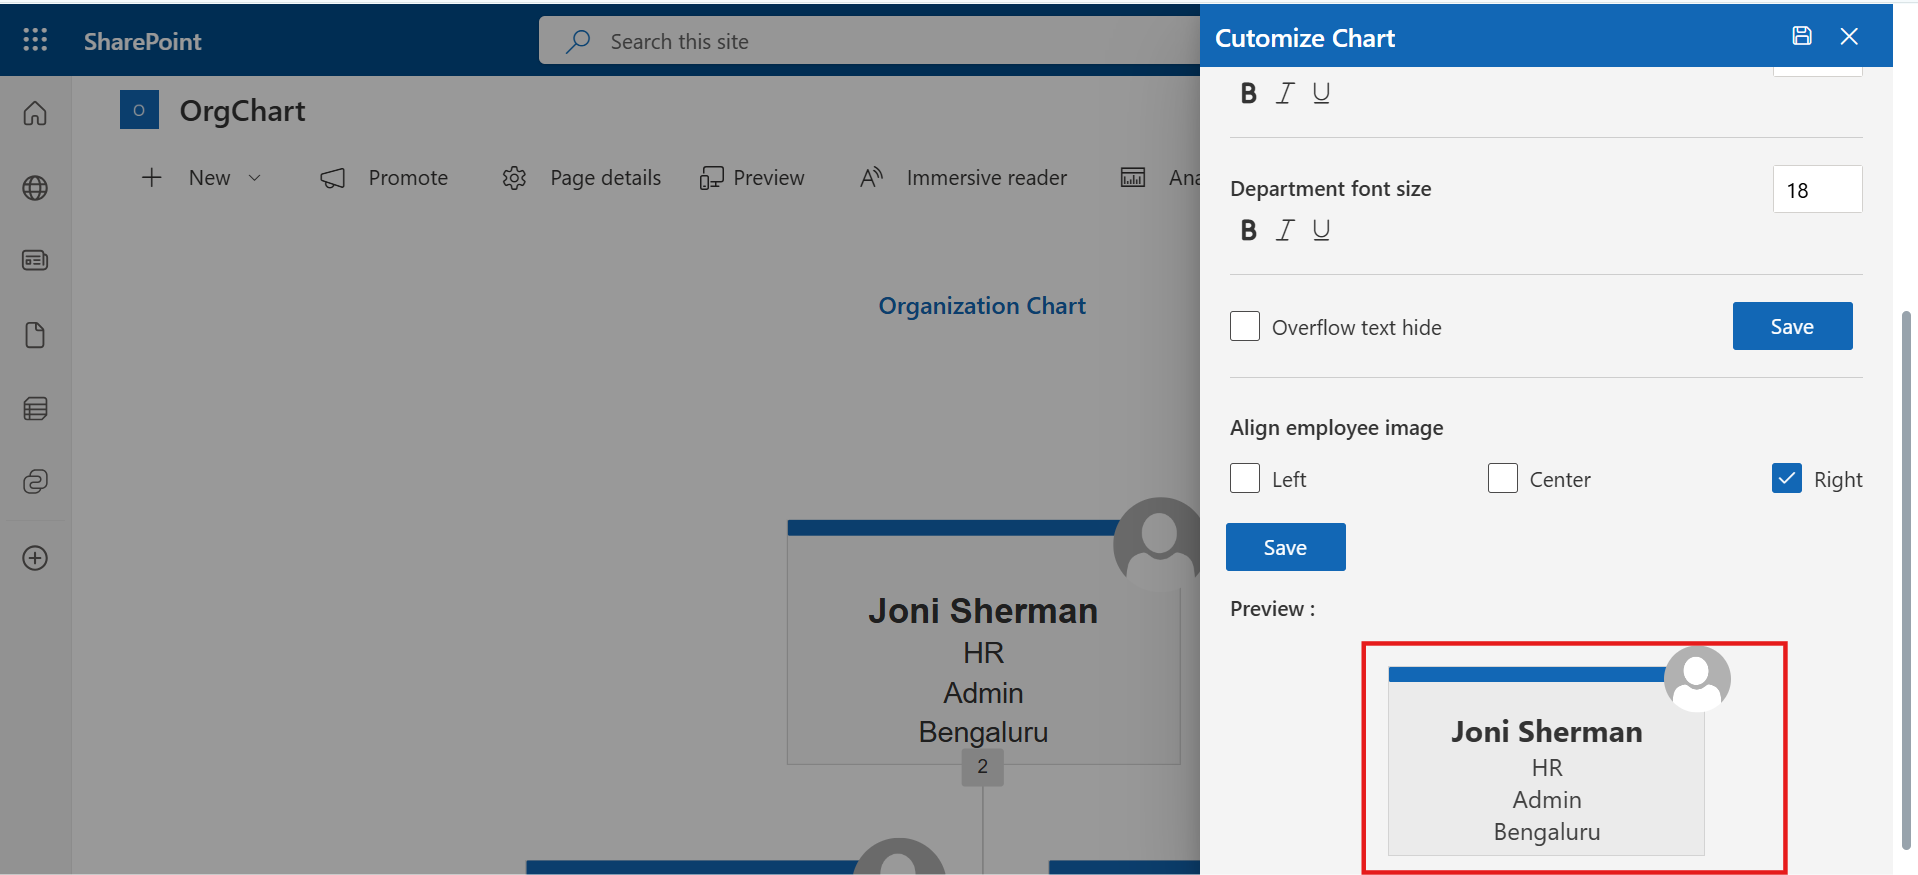 SharePoint
Search this site
Cutomize Chart
O
OrgChart
New
Promote
Page details
Preview
Immersive reader
Ana
B I U
Department font size
18
B I U
Organization Chart
Overflow text hide
Save
Align employee image
Left
Center
Right
Save
Preview :
Joni Sherman
HR
Admin
Bengaluru
2
Joni Sherman
HR
Admin
Bengaluru